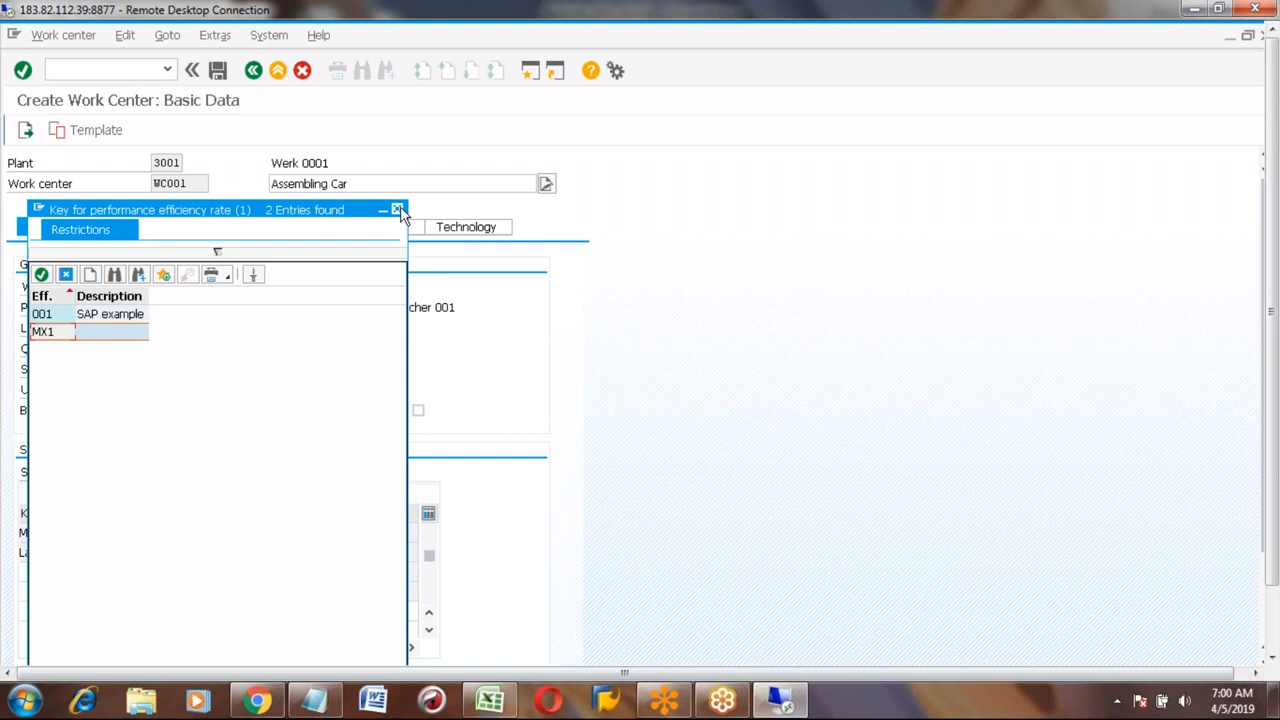 183.82.112.39:8877 - Remote Desktop Connection
Work center Edit Goto Extras System Help
Create Work Center: Basic Data
Template
Plant 3001 Werk 0001
Work center WC001 Assembling Car
Key for performance efficiency rate (1) 2 Entries found
Restrictions
Technology
Eff. Description
001 SAP example
MX1
cher 001
7:00 AM
4/5/2019